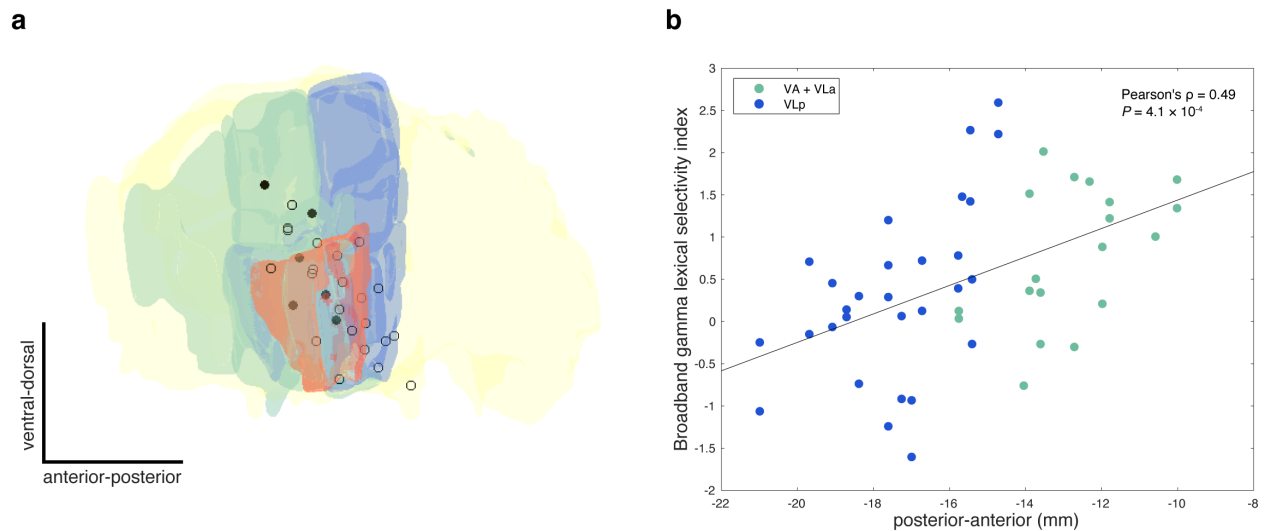 a
ventral-dorsal
anterior-posterior
b
Broadband gamma lexical selectivity index
3
2.5
2
1.5
1
0.5
0
-0.5
-1
-1.5
-2
VA + VLa
VLp
Pearson's ρ = 0.49
P = 4.1 × 10-4
-22 -20 -18 -16 -14 -12 -10 -8
posterior-anterior (mm)